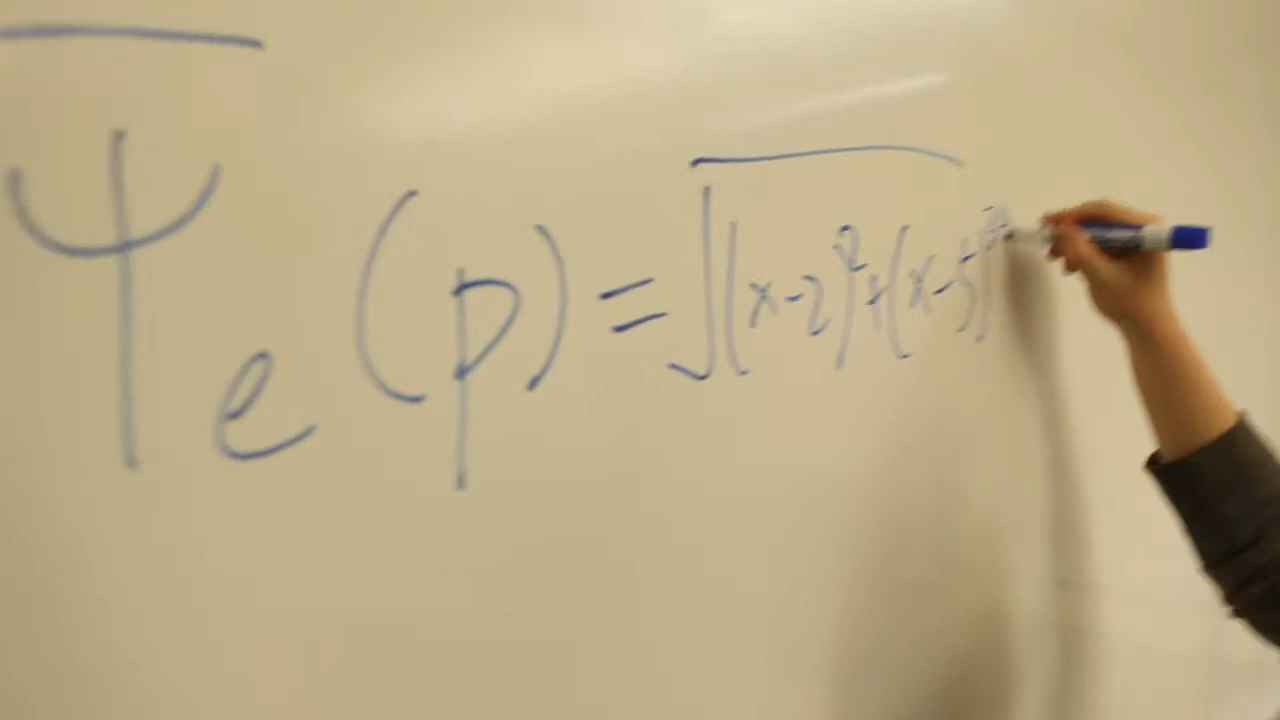 Ψe(p) = √(x-2)²+(x-5)²